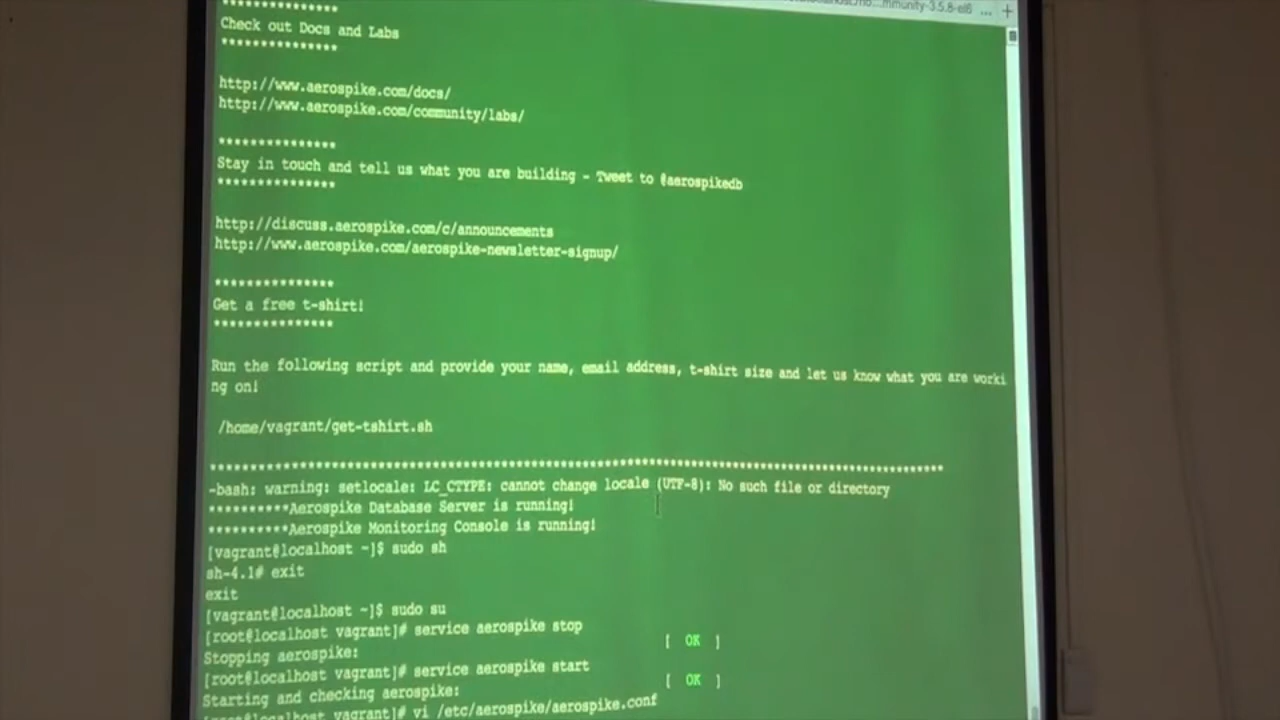 ***************
Check out Docs and Labs
***************
http://www.aerospike.com/docs/
http://www.aerospike.com/community/labs/
***************
Stay in touch and tell us what you are building - Tweet to @aerospikedb
***************
http://discuss.aerospike.com/c/announcements
http://www.aerospike.com/aerospike-newsletter-signup/
***************
Get a free t-shirt!
***************
Run the following script and provide your name, email address, t-shirt size and let us know what you are worki
ng on!
/home/vagrant/get-tshirt.sh
********************************************************************************************
-bash: warning: setlocale: LC_CTYPE: cannot change locale (UTF-8): No such file or directory
**********Aerospike Database Server is running!
**********Aerospike Monitoring Console is running!
[vagrant@localhost ~]$ sudo sh
sh-4.1# exit
exit
[vagrant@localhost ~]$ sudo su
[root@localhost vagrant]# service aerospike stop
Stopping aerospike: [ OK ]
[root@localhost vagrant]# service aerospike start
Starting and checking aerospike: [ OK ]
[root@localhost vagrant]# vi /etc/aerospike/aerospike.conf